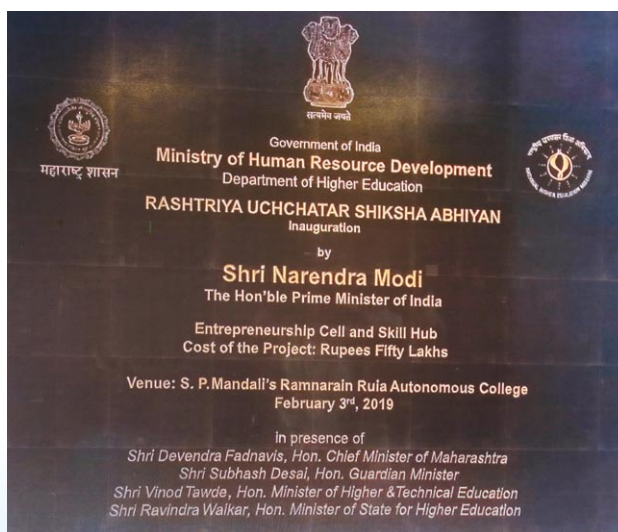 सत्यमेव जयते
महाराष्ट्र शासन
Government of India
Ministry of Human Resource Development
Department of Higher Education
RASHTRIYA UCHCHATAR SHIKSHA ABHIYAN
Inauguration
by
Shri Narendra Modi
The Hon'ble Prime Minister of India
Entrepreneurship Cell and Skill Hub
Cost of the Project: Rupees Fifty Lakhs
Venue: S. P.Mandali's Ramnarain Ruia Autonomous College
February 3rd, 2019
in presence of
Shri Devendra Fadnavis, Hon. Chief Minister of Maharashtra
Shri Subhash Desai, Hon. Guardian Minister
Shri Vinod Tawde, Hon. Minister of Higher &Technical Education
Shri Ravindra Waikar, Hon. Minister of State for Higher Education